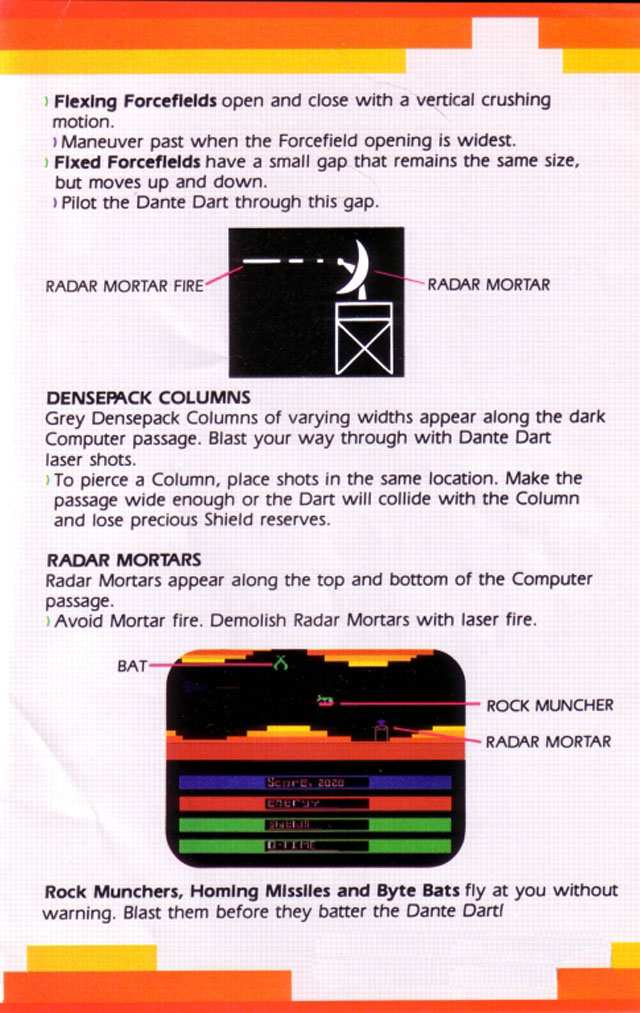 ) Flexing Forcefields open and close with a vertical crushing
motion.
) Maneuver past when the Forcefield opening is widest.
) Fixed Forcefields have a small gap that remains the same size,
but moves up and down.
) Pilot the Dante Dart through this gap.
RADAR MORTAR FIRE
RADAR MORTAR
DENSEPACK COLUMNS
Grey Densepack Columns of varying widths appear along the dark
Computer passage. Blast your way through with Dante Dart
laser shots.
) To pierce a Column, place shots in the same location. Make the
passage wide enough or the Dart will collide with the Column
and lose precious Shield reserves.
RADAR MORTARS
Radar Mortars appear along the top and bottom of the Computer
passage.
) Avoid Mortar fire. Demolish Radar Mortars with laser fire.
BAT
ROCK MUNCHER
RADAR MORTAR
Score, 2020
Energy
D-TIME
Rock Munchers, Homing Missiles and Byte Bats fly at you without
warning. Blast them before they batter the Dante Dart!